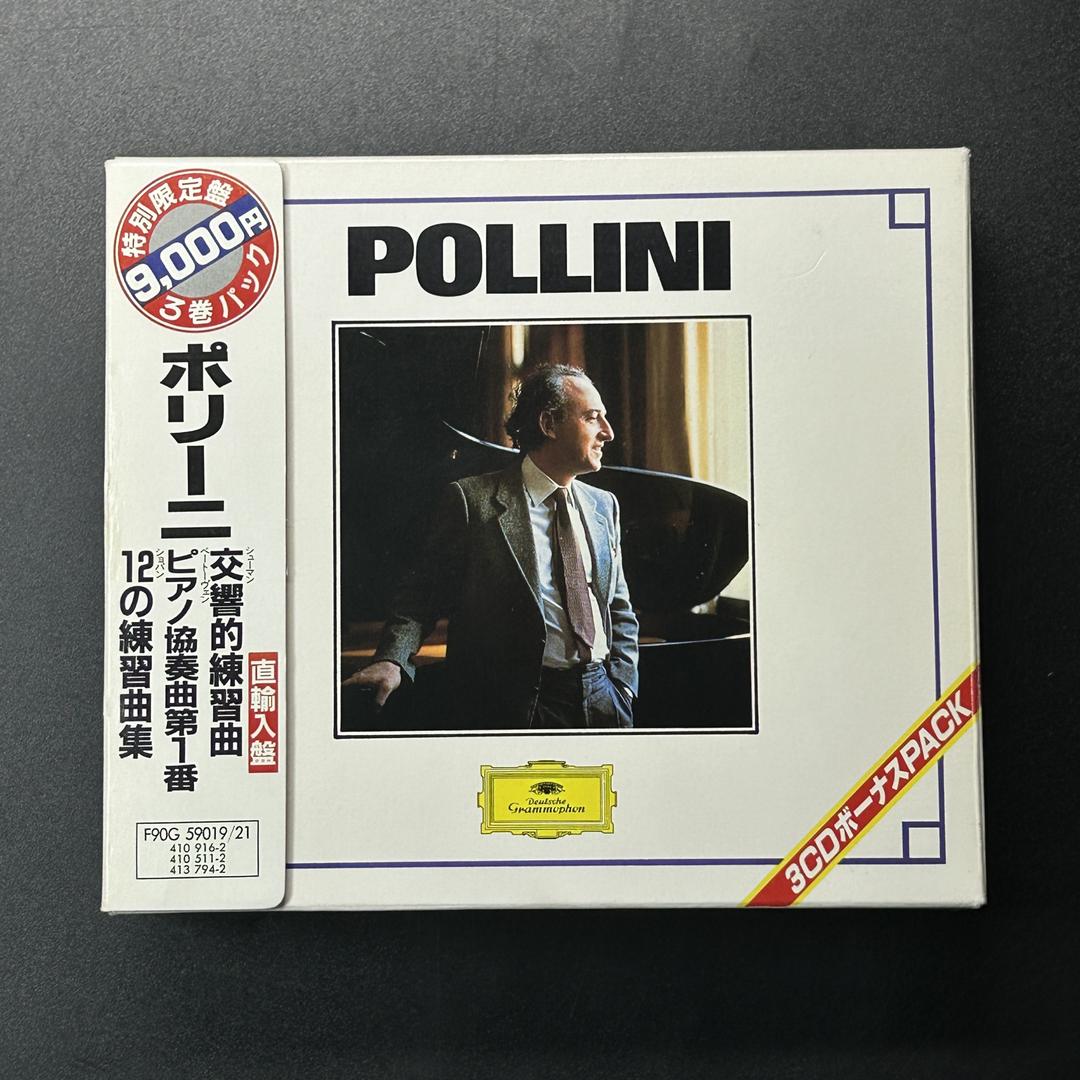 特別限定盤
9,000円
3巻パック
ポリーニ
シューマン
交響的練習曲
ベートーヴェン
ピアノ協奏曲第1番
ショパン
12の練習曲集
直輸入盤
F90G 59019/21
410 916-2
410 511-2
413 794-2
POLLINI
Deutsche
Grammophon
3CDボーナスPACK